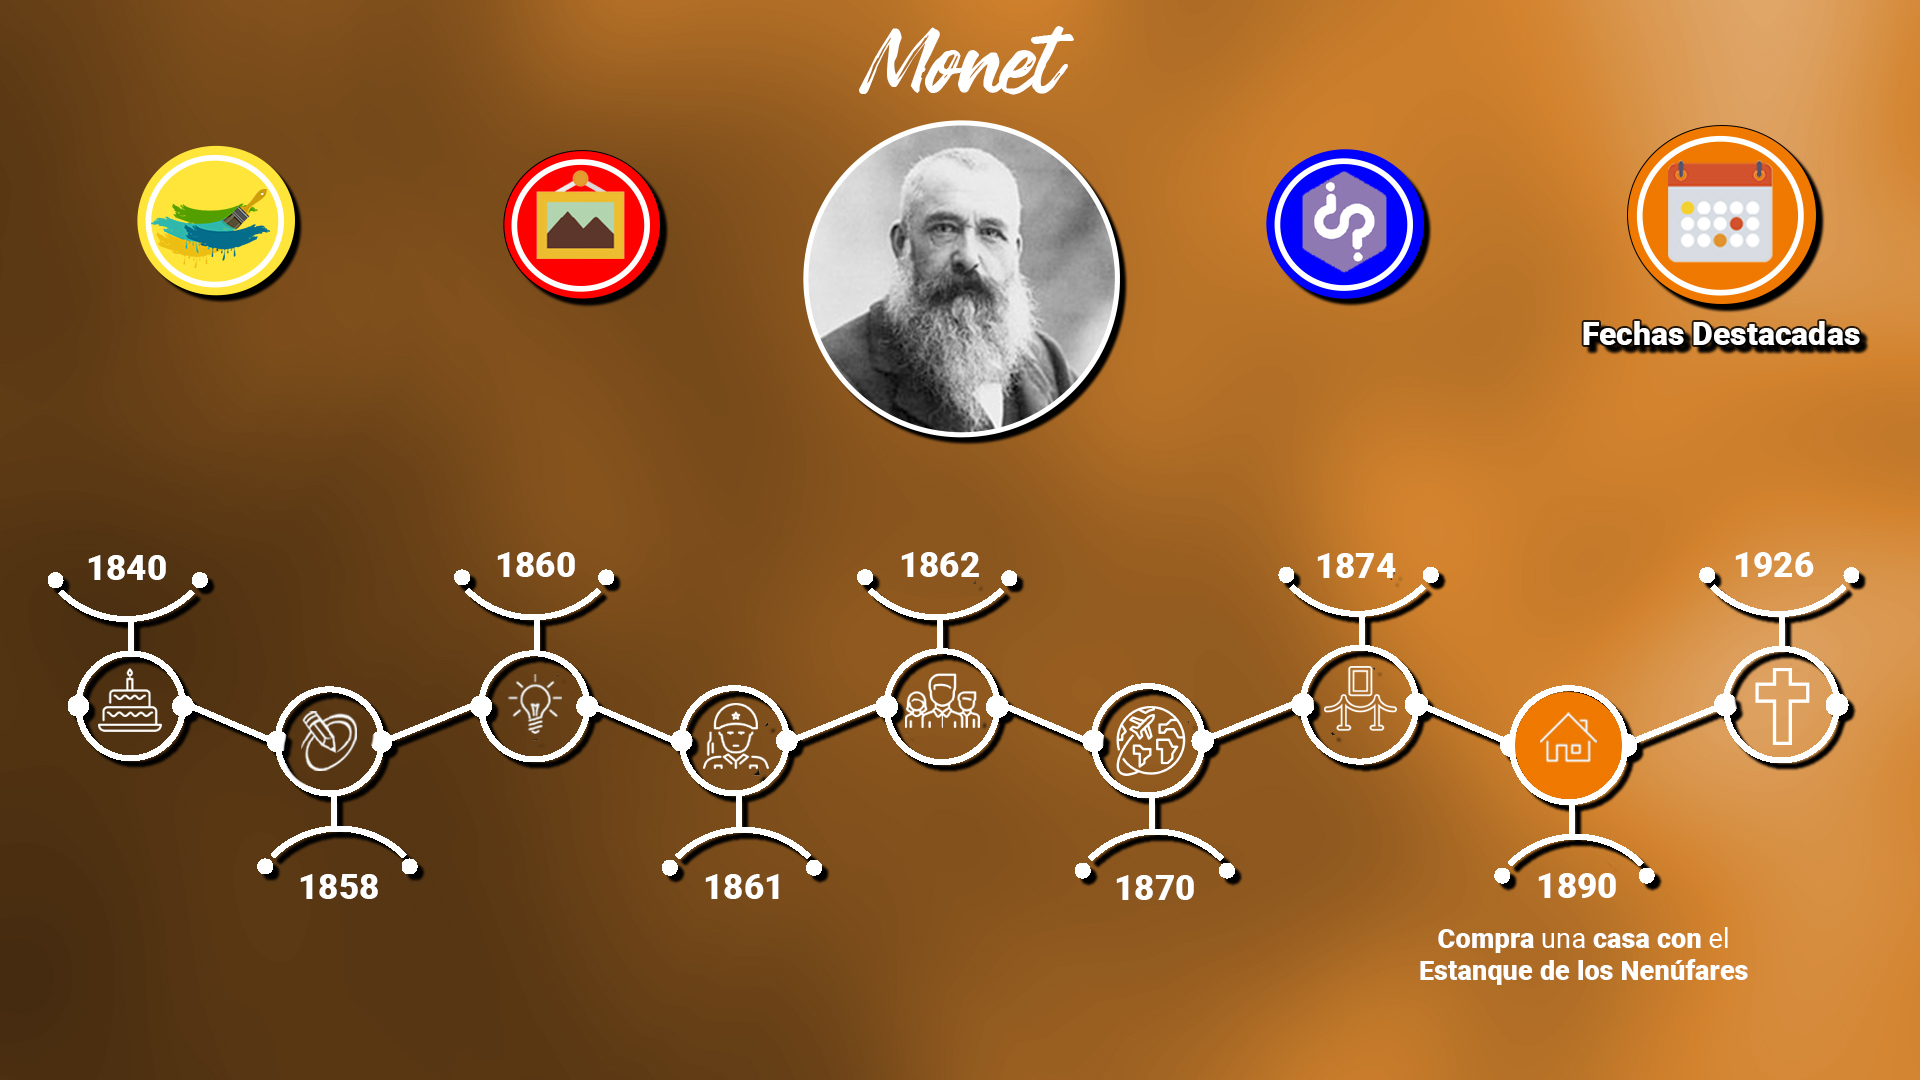 Monet
Fechas Destacadas
1840
1860
1862
1874
1926
1858
1861
1870
1890
Compra una casa con el
Estanque de los Nenúfares